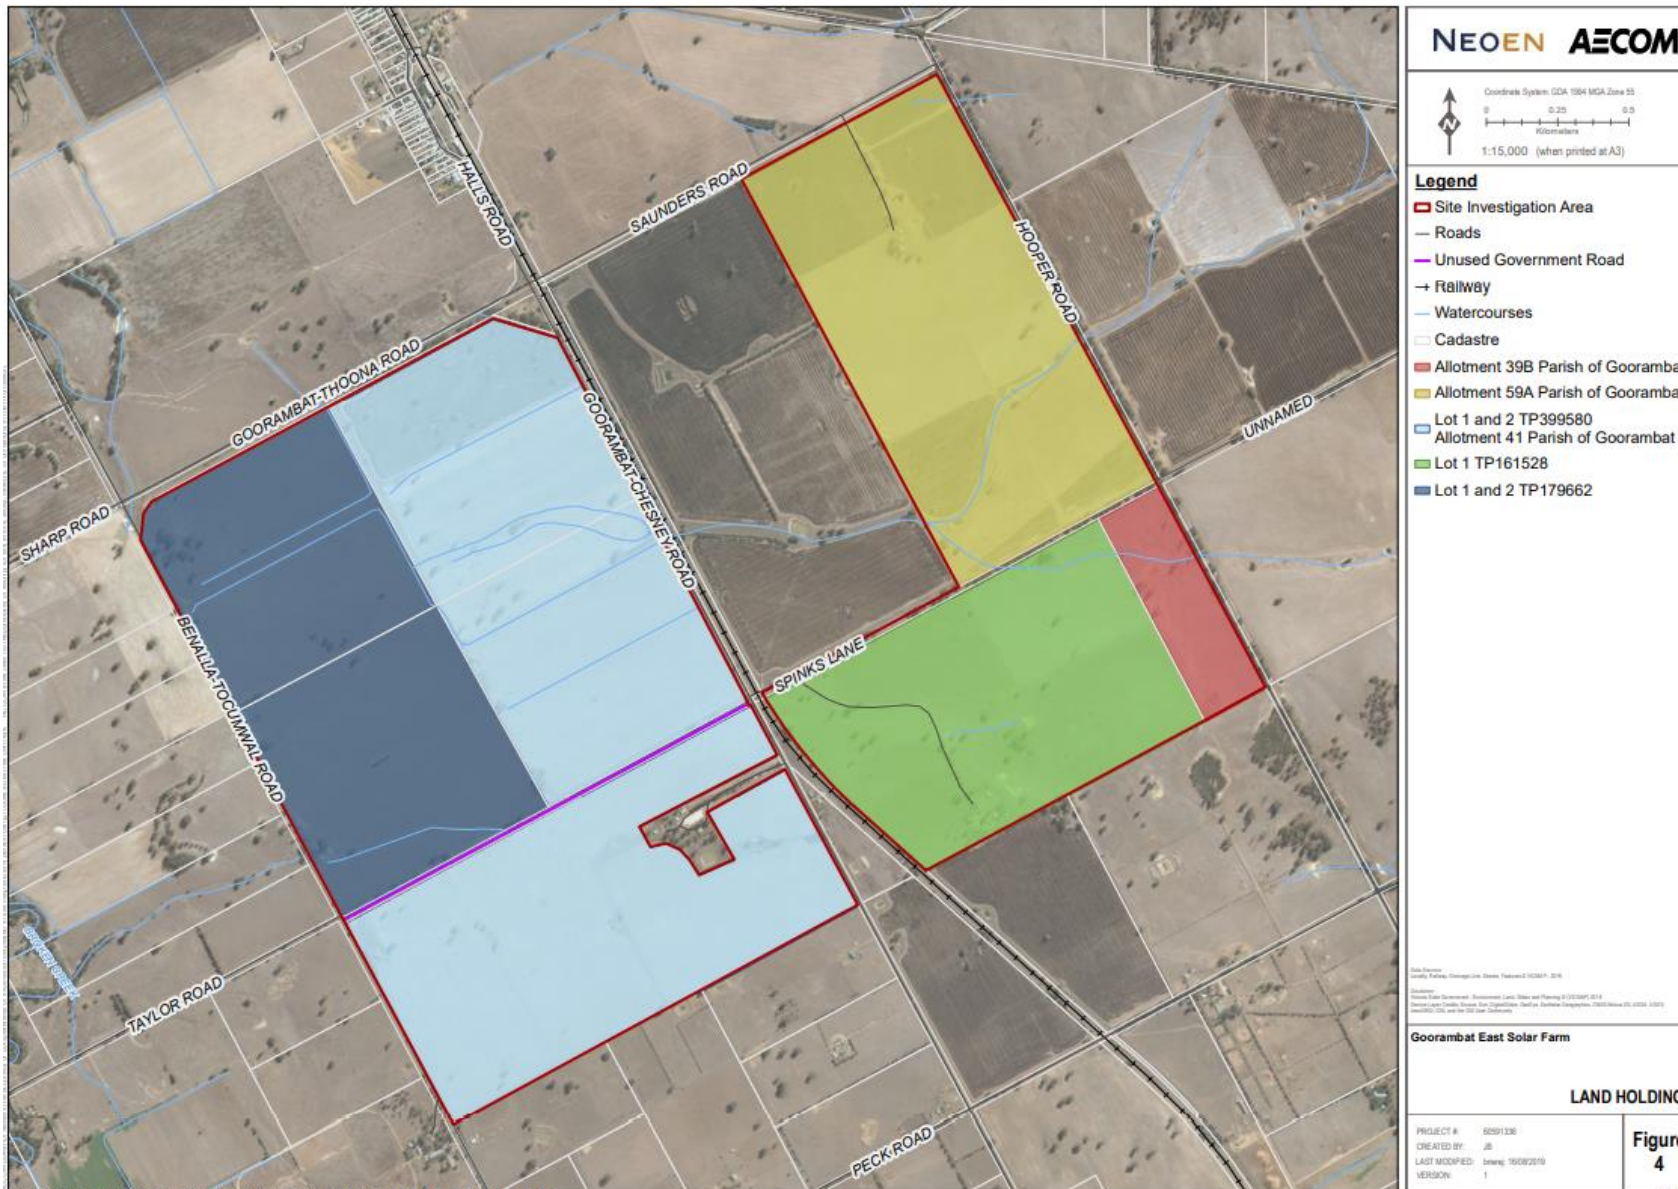 NEOEN AECOM
Coordinate System: GDA 1994 MGA Zone 55
0 0.25 0.5
Kilometers
1:15,000 (when printed at A3)
Legend
Site Investigation Area
Roads
Unused Government Road
Railway
Watercourses
Cadastre
Allotment 39B Parish of Gooramba
Allotment 59A Parish of Gooramba
Lot 1 and 2 TP399580
Allotment 41 Parish of Goorambat
Lot 1 TP161528
Lot 1 and 2 TP179662
HALLS ROAD
SAUNDERS ROAD
HOOPER ROAD
GOORAMBAT-THOONA ROAD
GOORAMBAT-CHESNEY ROAD
UNNAMED
SHARP ROAD
BENALLA-TOCUMWAL ROAD
SPINKS LANE
BROKEN CREEK
TAYLOR ROAD
PECK ROAD
Goorambat East Solar Farm
LAND HOLDING
PROJECT #:
CREATED BY: JB
LAST MODIFIED: 16/08/2019
VERSION: 1
Figure
4